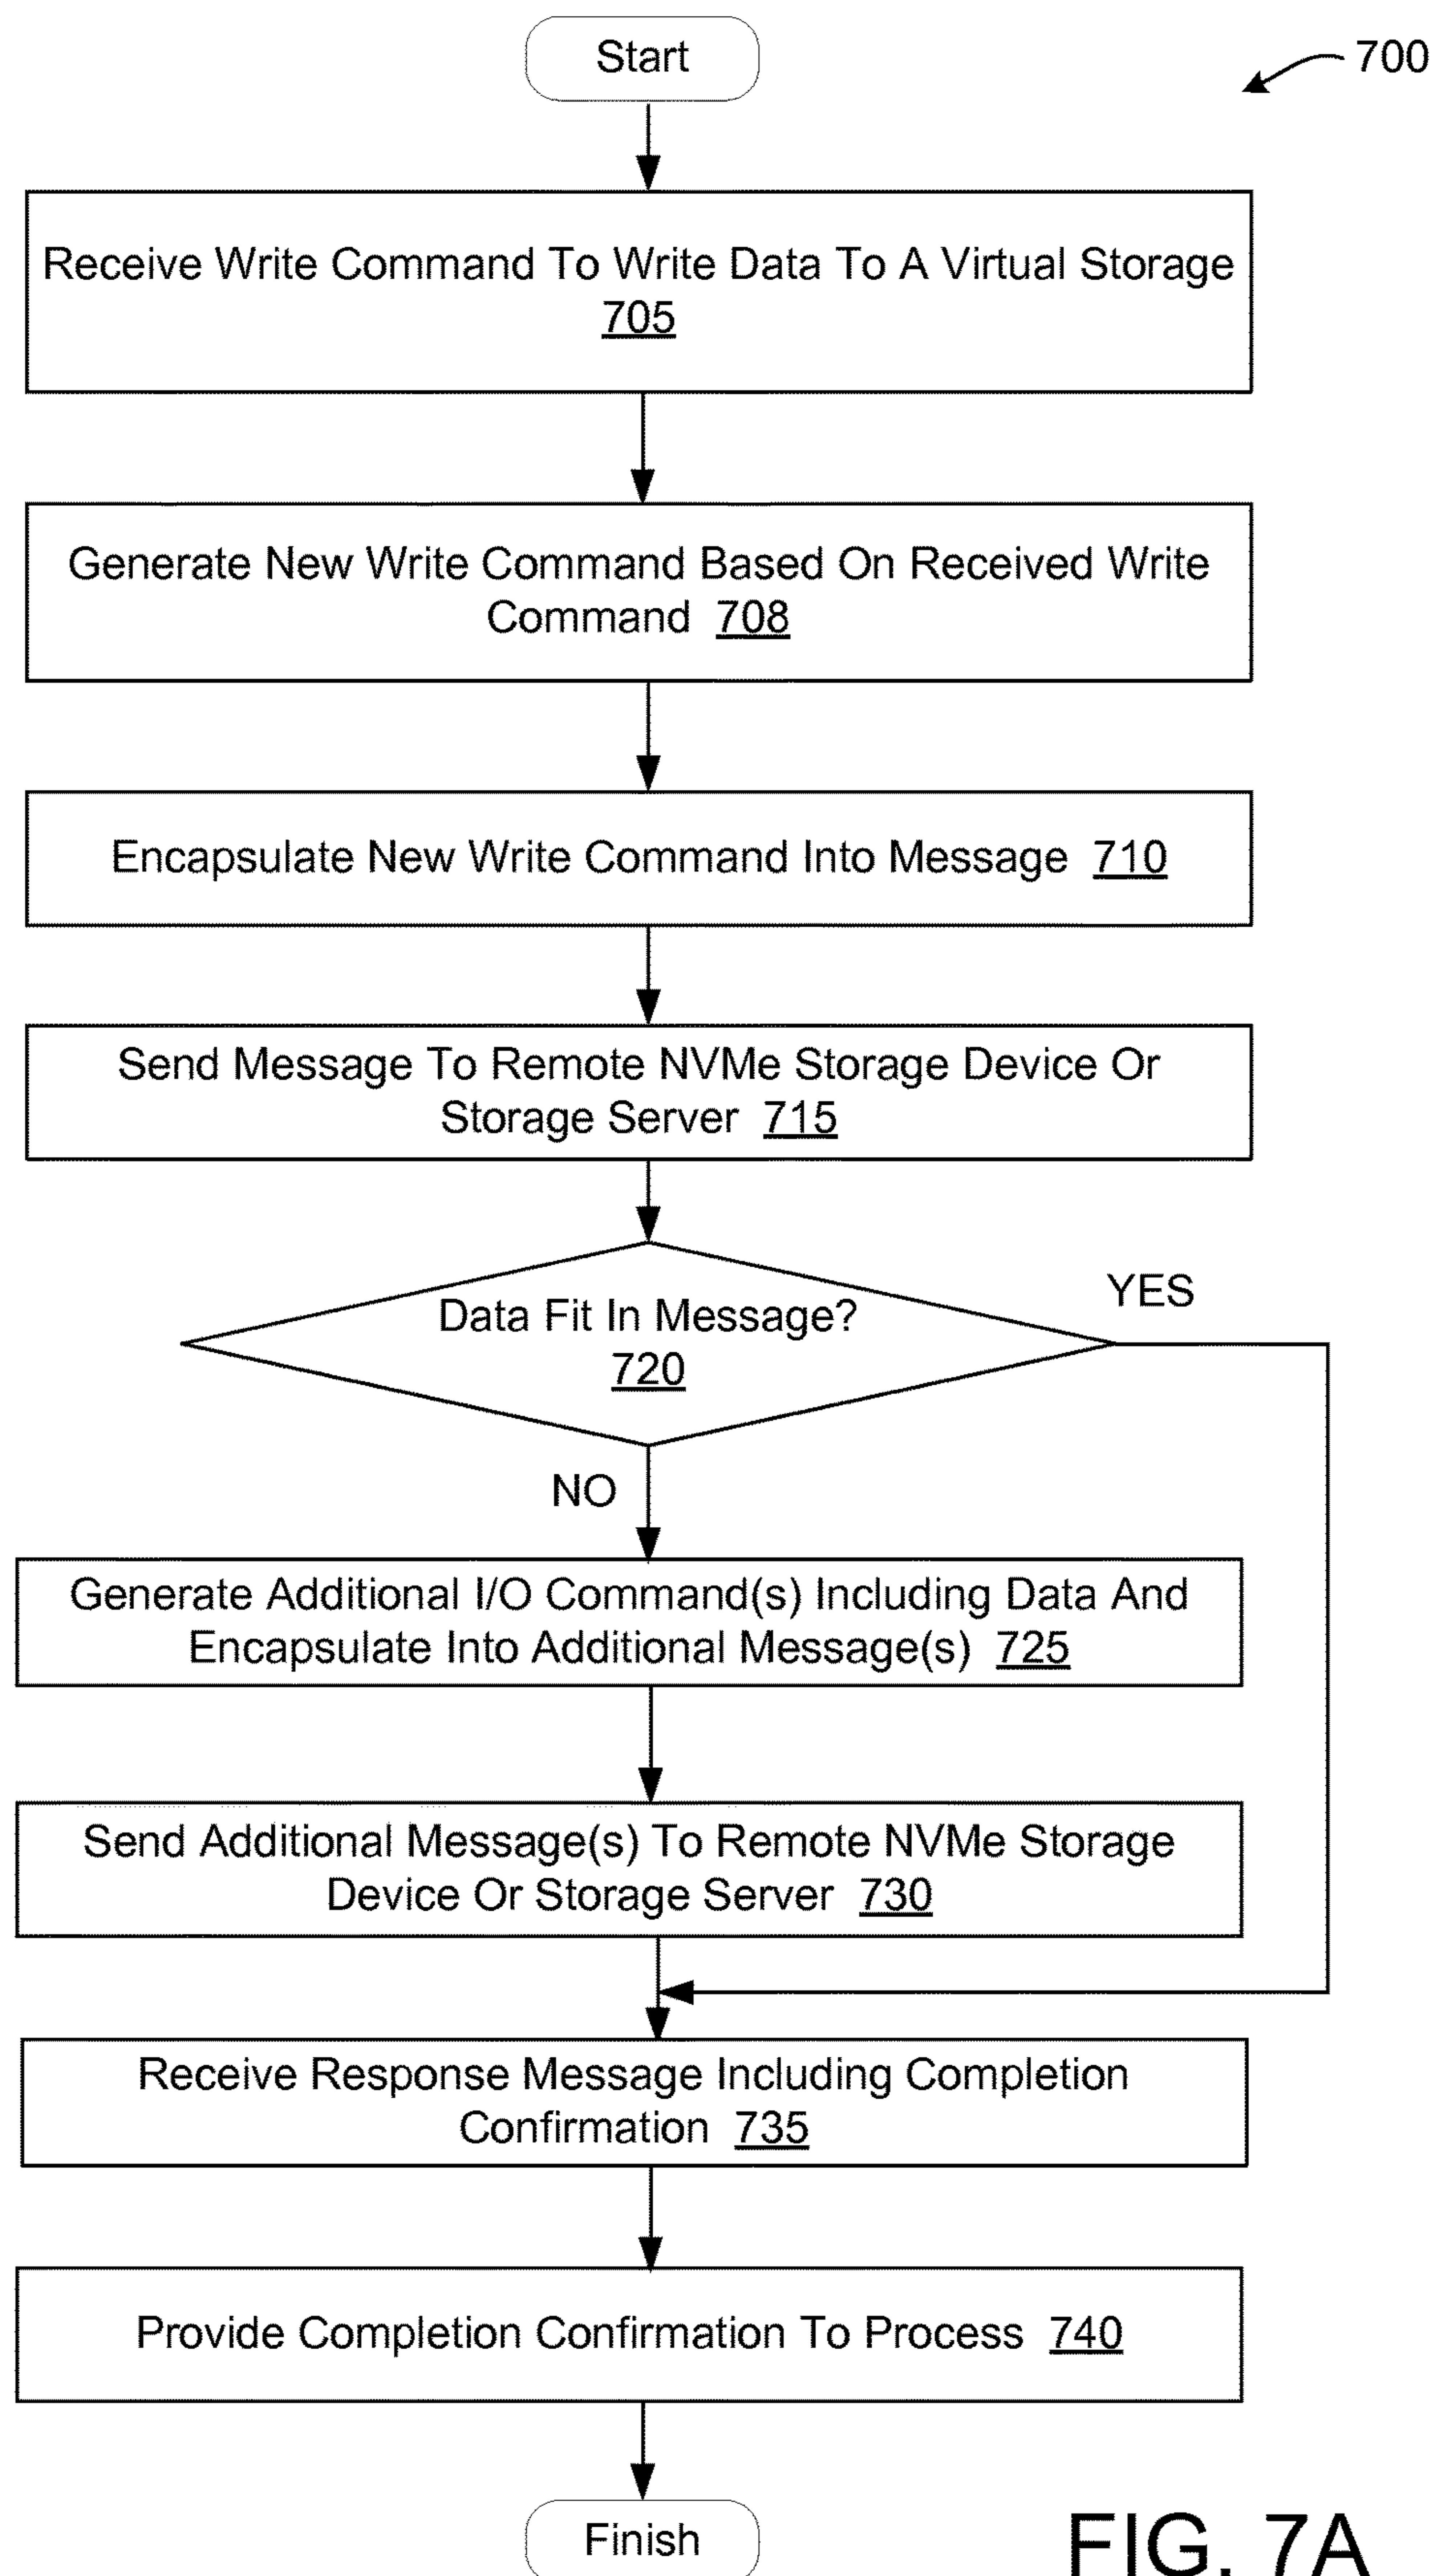 Start
700
Receive Write Command To Write Data To A Virtual Storage
705
Generate New Write Command Based On Received Write
Command 708
Encapsulate New Write Command Into Message 710
Send Message To Remote NVMe Storage Device Or
Storage Server 715
Data Fit In Message?
720
YES
NO
Generate Additional I/O Command(s) Including Data And
Encapsulate Into Additional Message(s) 725
Send Additional Message(s) To Remote NVMe Storage
Device Or Storage Server 730
Receive Response Message Including Completion
Confirmation 735
Provide Completion Confirmation To Process 740
Finish
FIG. 7A